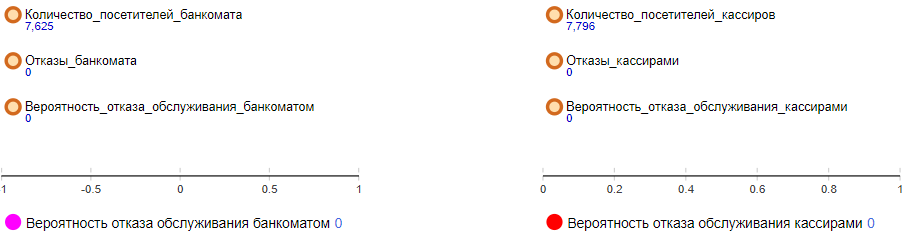 Количество_посетителей_банкомата
7,625
Отказы_банкомата
0
Вероятность_отказа_обслуживания_банкоматом
0
-1 -0.5 0 0.5 1
Вероятность отказа обслуживания банкоматом 0
Количество_посетителей_кассиров
7,796
Отказы_кассирами
0
Вероятность_отказа_обслуживания_кассирами
0
0 0.2 0.4 0.6 0.8 1
Вероятность отказа обслуживания кассирами 0